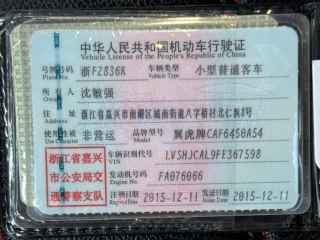 中华人民共和国机动车行驶证
Vehicle License of the People's Republic of China
号牌号码 Plate No. 浙F2836K 车辆类型 Vehicle Type 小型普通客车
所有人 Owner 沈敏强
住址 Address 浙江省嘉兴市南湖区城南街道八字桥村北仁浜8号
使用性质 Use Character 非营运 品牌型号 Model 翼虎牌CAF6450A54
车辆识别代号 VIN LVSHJCAL9FE367598
发动机号码 Engine No. FA076066
注册日期 Register Date 2015-12-11 发证日期 Issue Date 2015-12-11
浙江省嘉兴
市公安局交
通警察支队